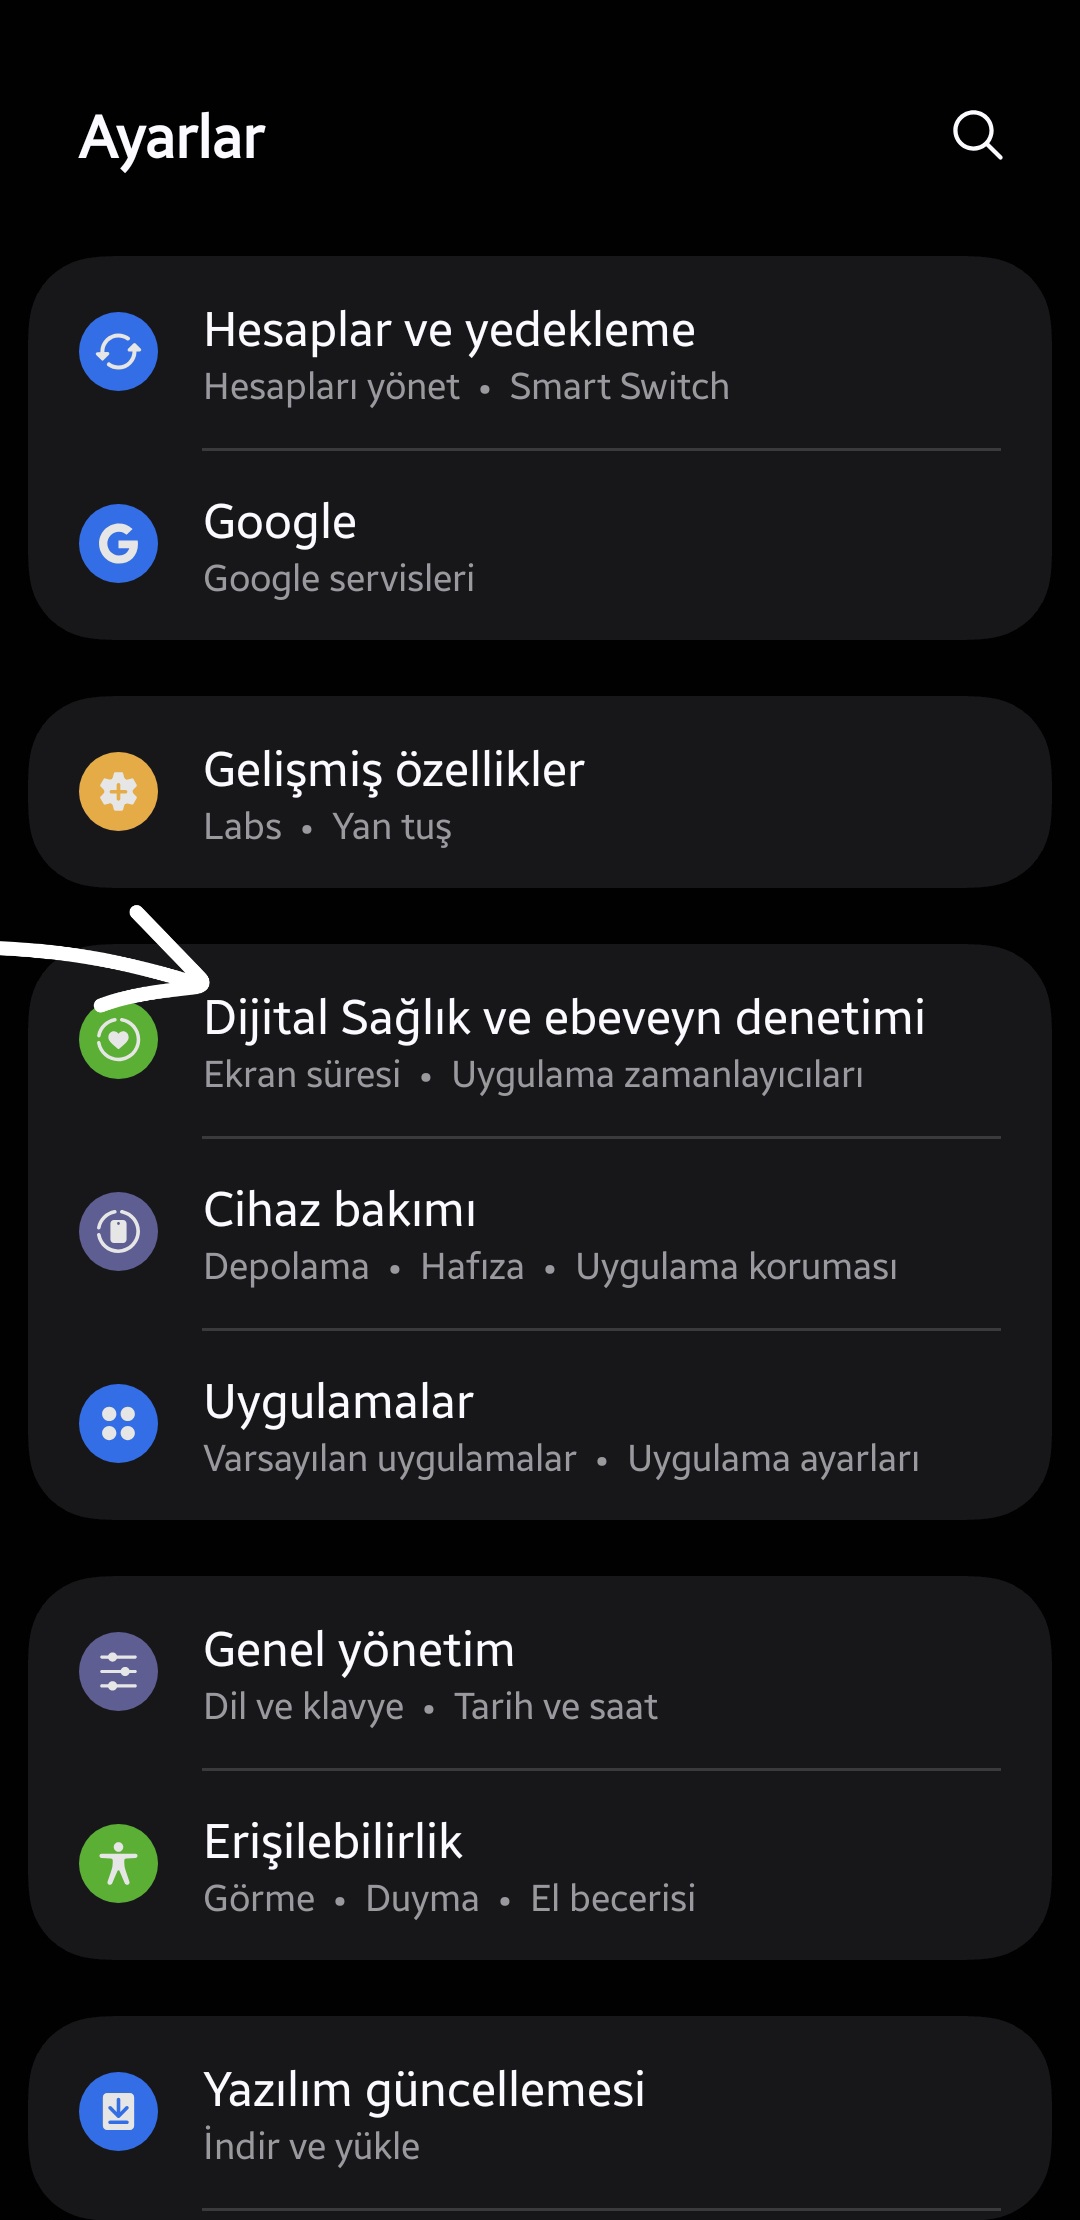 Ayarlar
Hesaplar ve yedekleme
Hesapları yönet • Smart Switch
Google
Google servisleri
Gelişmiş özellikler
Labs • Yan tuş
Dijital Sağlık ve ebeveyn denetimi
Ekran süresi • Uygulama zamanlayıcıları
Cihaz bakımı
Depolama • Hafıza • Uygulama koruması
Uygulamalar
Varsayılan uygulamalar • Uygulama ayarları
Genel yönetim
Dil ve klavye • Tarih ve saat
Erişilebilirlik
Görme • Duyma • El becerisi
Yazılım güncellemesi
İndir ve yükle